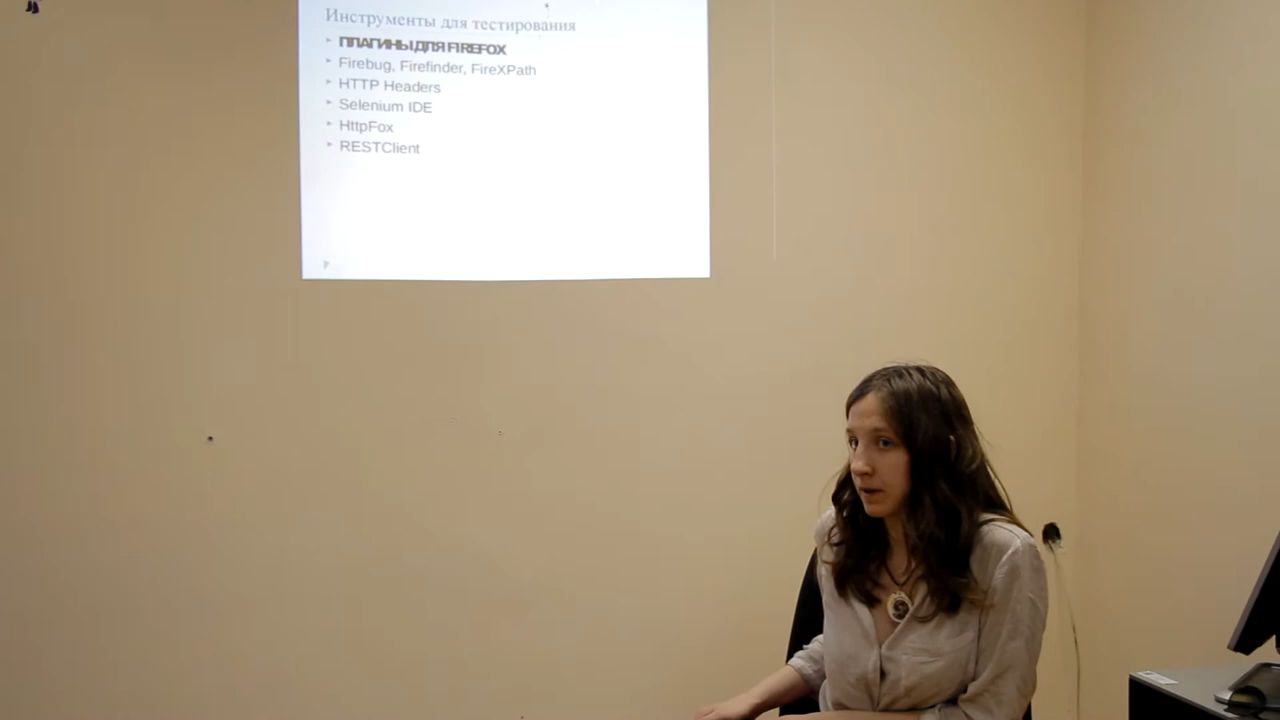 Инструменты для тестирования
ПЛАГИНЫ ДЛЯ FIREFOX
Firebug, Firefinder, FireXPath
HTTP Headers
Selenium IDE
HttpFox
RESTClient